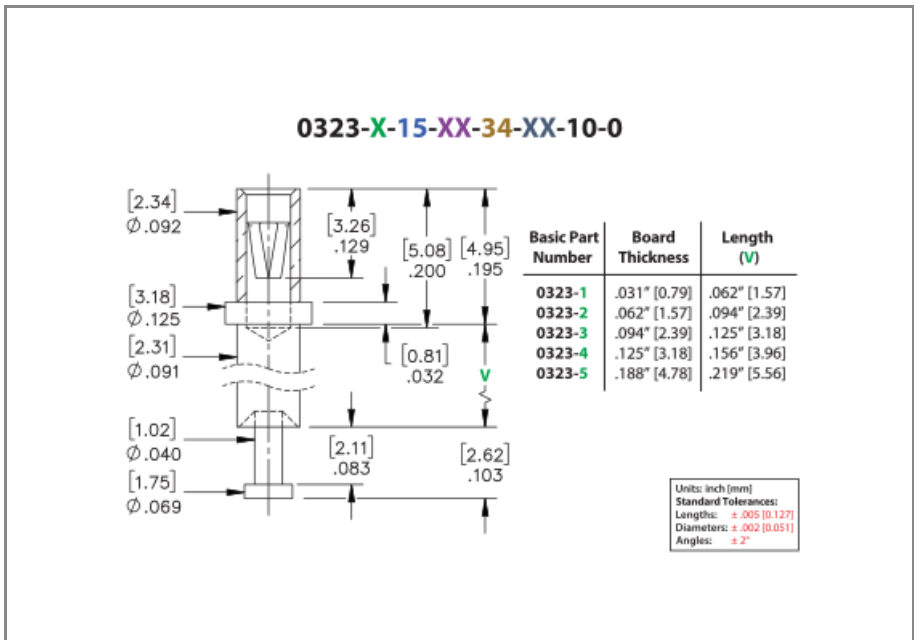 0323-X-15-XX-34-XX-10-0
[2.34]
Ø.092
[3.26]
.129
[5.08]
.200
[4.95]
.195
[3.18]
Ø.125
[2.31]
Ø.091
[0.81]
.032
V
[1.02]
Ø.040
[2.11]
.083
[2.62]
.103
[1.75]
Ø.069
Basic Part Number Board Thickness Length (V)
0323-1 .031" [0.79] .062" [1.57]
0323-2 .062" [1.57] .094" [2.39]
0323-3 .094" [2.39] .125" [3.18]
0323-4 .125" [3.18] .156" [3.96]
0323-5 .188" [4.78] .219" [5.56]
Units: inch [mm]
Standard Tolerances:
Lengths: ± .005 [0.127]
Diameters: ± .002 [0.051]
Angles: ± 2°